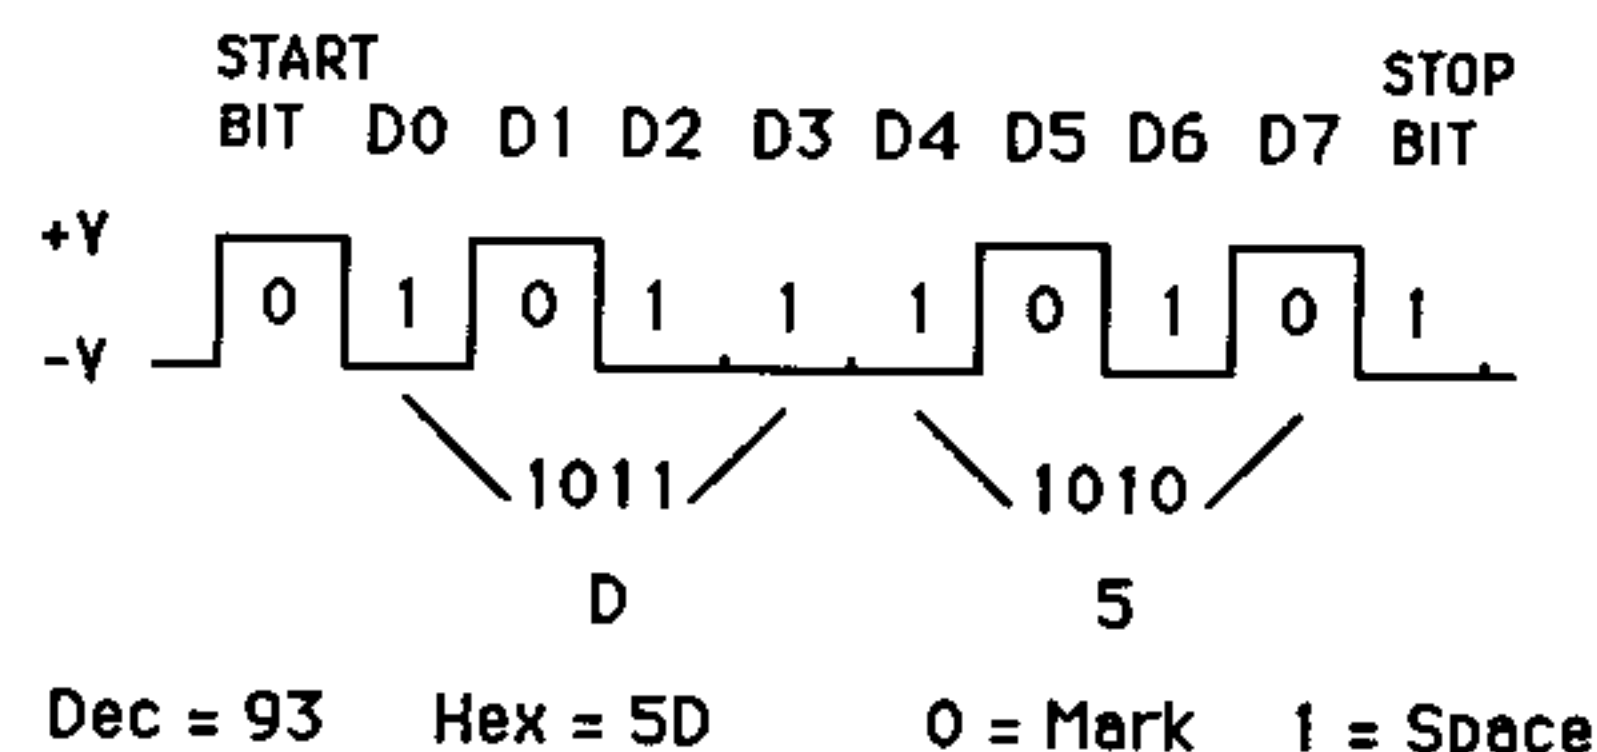 START
BIT D0 D1 D2 D3 D4 D5 D6 D7 STOP
BIT
+V
0 1 0 1 1 1 0 1 0 1
-V
1011 1010
D 5
Dec = 93 Hex = 5D 0 = Mark 1 = Space